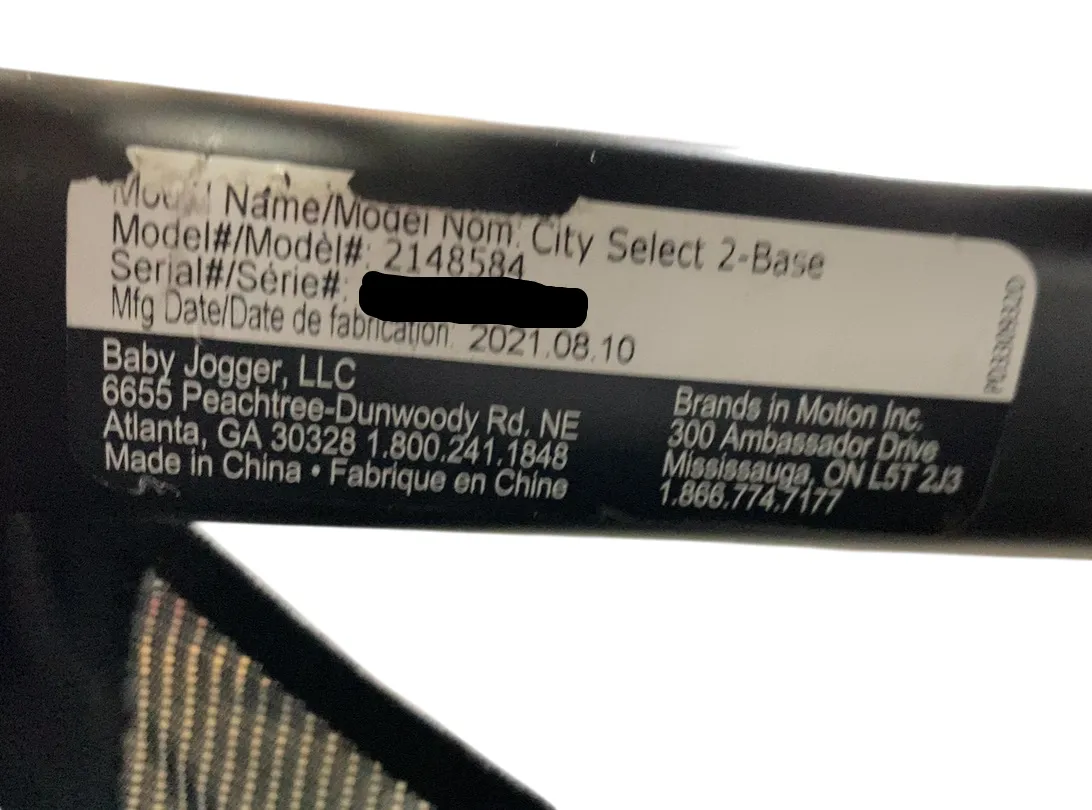 Model Name/Model Nom: City Select 2-Base
Model#/Modèl#: 2148584
Serial#/Série#:
Mfg Date/Date de fabrication: 2021.08.10
PD330932D
Baby Jogger, LLC
6655 Peachtree-Dunwoody Rd. NE
Atlanta, GA 30328 1.800.241.1848
Made in China • Fabrique en Chine
Brands in Motion Inc.
300 Ambassador Drive
Mississauga, ON L5T 2J3
1.866.774.7177